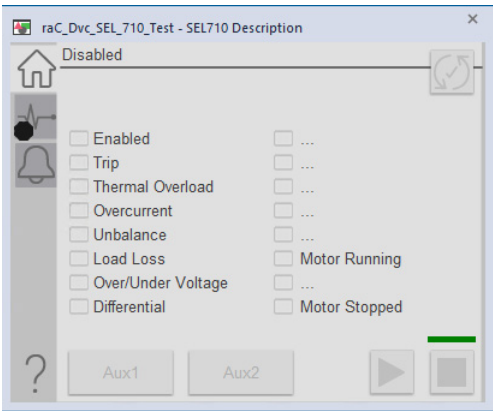 raC_Dvc_SEL_710_Test - SEL710 Description
Disabled
Enabled ...
Trip ...
Thermal Overload ...
Overcurrent ...
Unbalance ...
Load Loss Motor Running
Over/Under Voltage ...
Differential Motor Stopped
? Aux1 Aux2